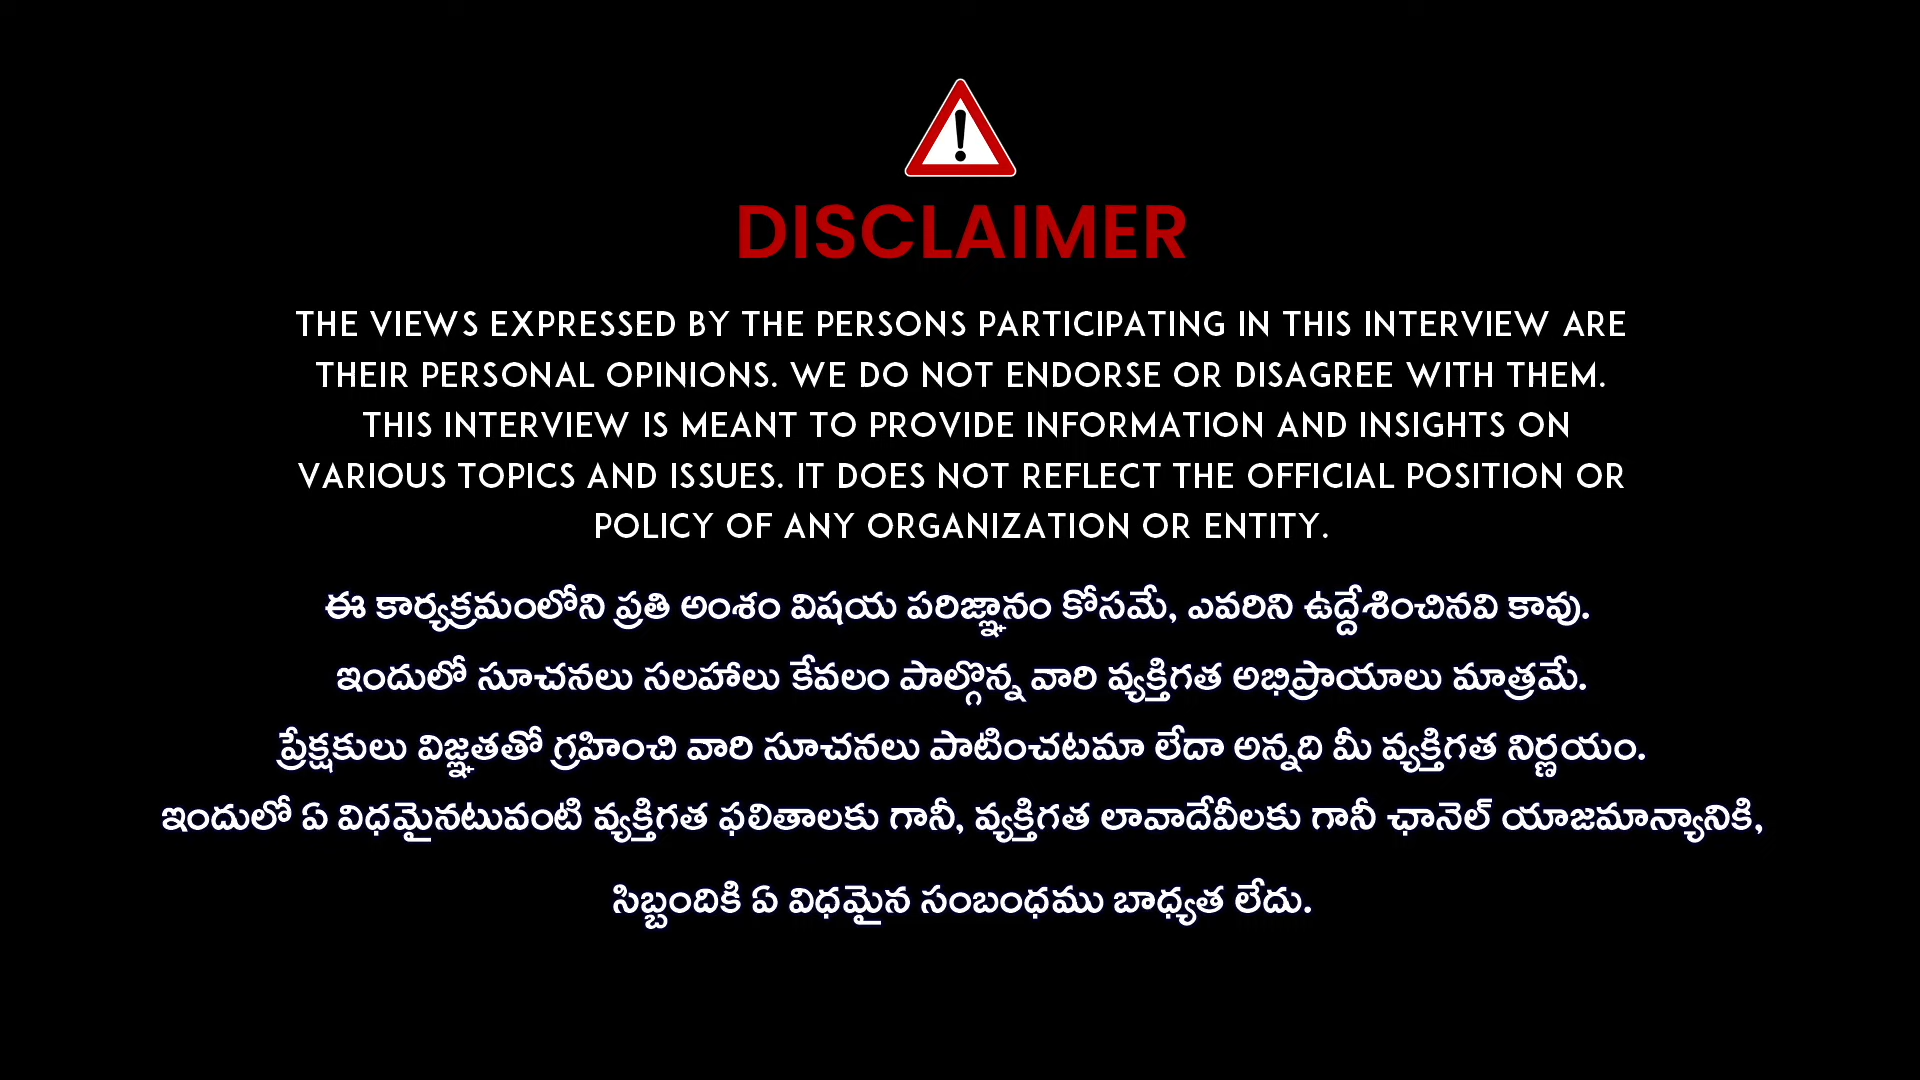 DISCLAIMER
THE VIEWS EXPRESSED BY THE PERSONS PARTICIPATING IN THIS INTERVIEW ARE
THEIR PERSONAL OPINIONS. WE DO NOT ENDORSE OR DISAGREE WITH THEM.
THIS INTERVIEW IS MEANT TO PROVIDE INFORMATION AND INSIGHTS ON
VARIOUS TOPICS AND ISSUES. IT DOES NOT REFLECT THE OFFICIAL POSITION OR
POLICY OF ANY ORGANIZATION OR ENTITY.
ఈ కార్యక్రమంలోని ప్రతి అంశం విషయ పరిజ్ఞానం కోసమే, ఎవరిని ఉద్దేశించినవి కావు.
ఇందులో సూచనలు సలహాలు కేవలం పాల్గొన్న వారి వ్యక్తిగత అభిప్రాయాలు మాత్రమే.
ప్రేక్షకులు విజ్ఞతతో గ్రహించి వారి సూచనలు పాటించటమా లేదా అన్నది మీ వ్యక్తిగత నిర్ణయం.
ఇందులో ఏ విధమైనటువంటి వ్యక్తిగత ఫలితాలకు గానీ, వ్యక్తిగత లావాదేవీలకు గానీ ఛానెల్ యాజమాన్యానికి,
సిబ్బందికి ఏ విధమైన సంబంధము బాధ్యత లేదు.